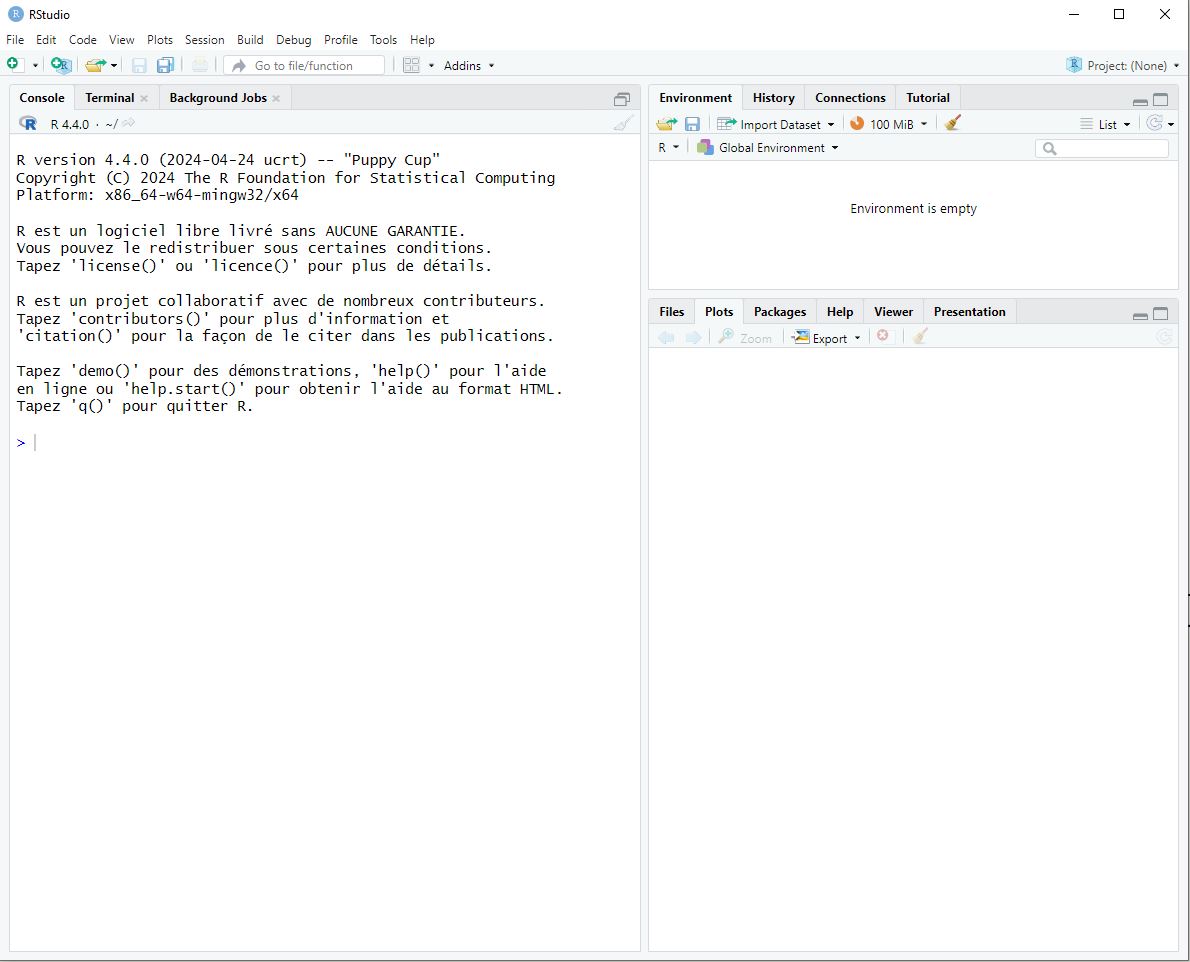 RStudio
File Edit Code View Plots Session Build Debug Profile Tools Help
Go to file/function Addins Project: (None)
Console Terminal Background Jobs
R 4.4.0 · ~/
R version 4.4.0 (2024-04-24 ucrt) -- "Puppy Cup"
Copyright (C) 2024 The R Foundation for Statistical Computing
Platform: x86_64-w64-mingw32/x64
R est un logiciel libre livré sans AUCUNE GARANTIE.
Vous pouvez le redistribuer sous certaines conditions.
Tapez 'license()' ou 'licence()' pour plus de détails.
R est un projet collaboratif avec de nombreux contributeurs.
Tapez 'contributors()' pour plus d'information et
'citation()' pour la façon de le citer dans les publications.
Tapez 'demo()' pour des démonstrations, 'help()' pour l'aide
en ligne ou 'help.start()' pour obtenir l'aide au format HTML.
Tapez 'q()' pour quitter R.
>
Environment History Connections Tutorial
Import Dataset 100 MiB List
R Global Environment
Environment is empty
Files Plots Packages Help Viewer Presentation
Zoom Export